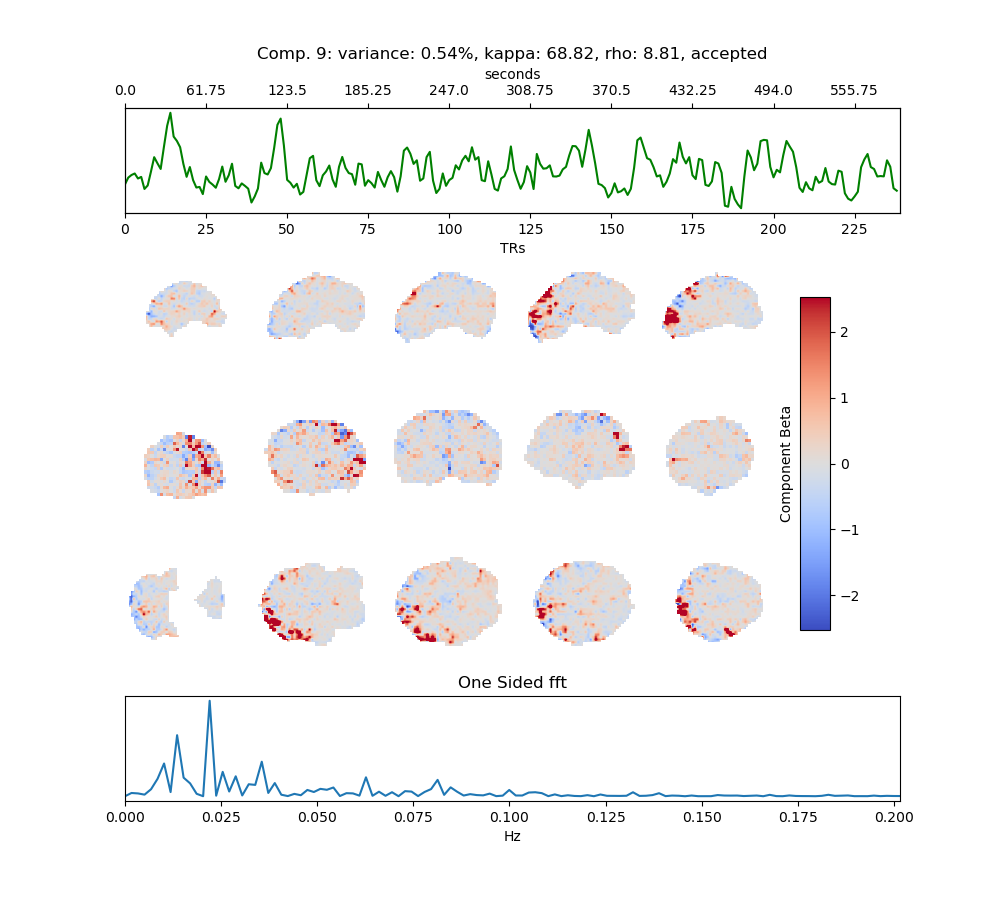 Comp. 9: variance: 0.54%, kappa: 68.82, rho: 8.81, accepted
seconds
0.0 61.75 123.5 185.25 247.0 308.75 370.5 432.25 494.0 555.75
0 25 50 75 100 125 150 175 200 225
TRs
2
1
0
−1
−2
Component Beta
One Sided fft
0.000 0.025 0.050 0.075 0.100 0.125 0.150 0.175 0.200
Hz